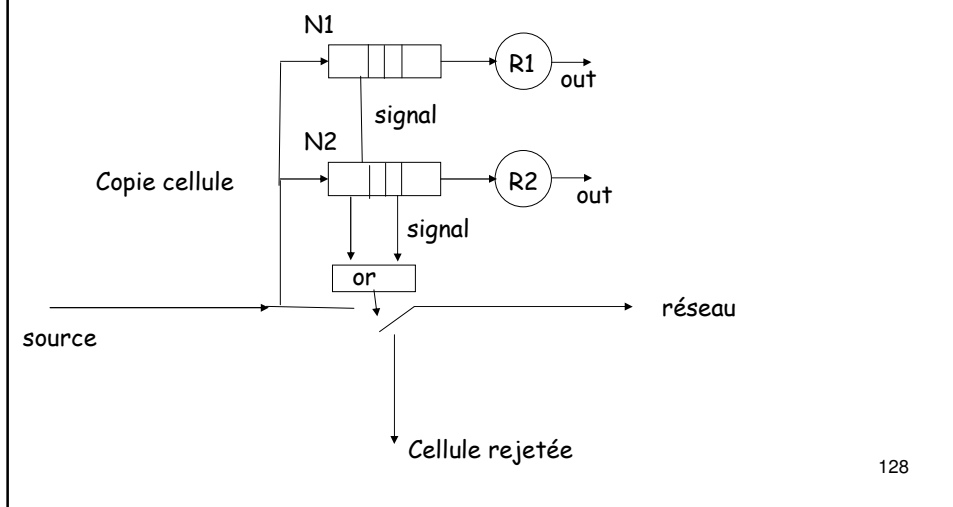 N1
R1
out
signal
N2
Copie cellule
R2
out
signal
or
réseau
source
Cellule rejetée
128